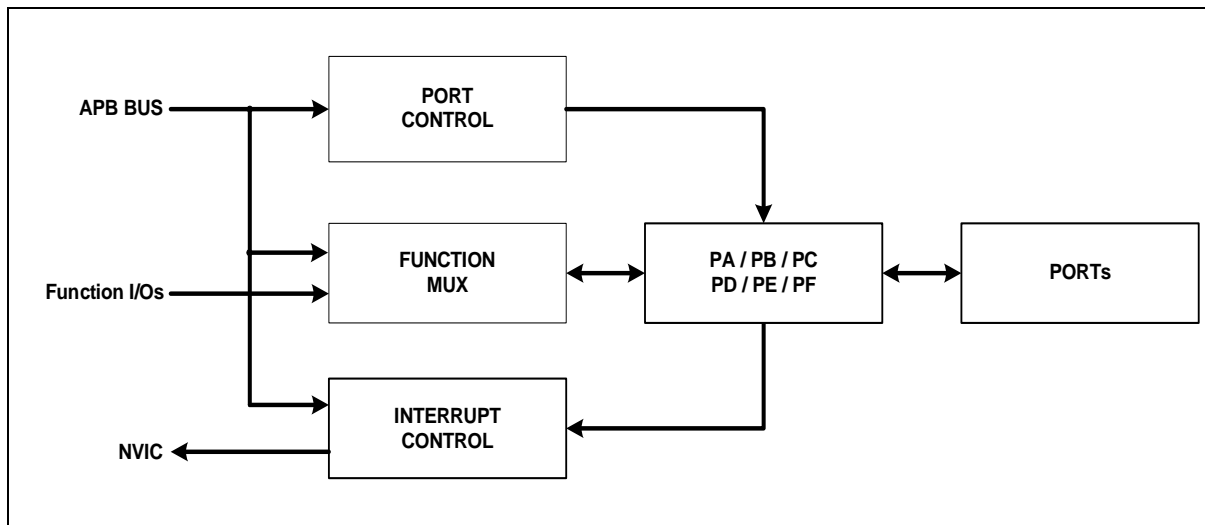 APB BUS
PORT
CONTROL
Function I/Os
FUNCTION
MUX
PA / PB / PC
PD / PE / PF
PORTs
INTERRUPT
CONTROL
NVIC